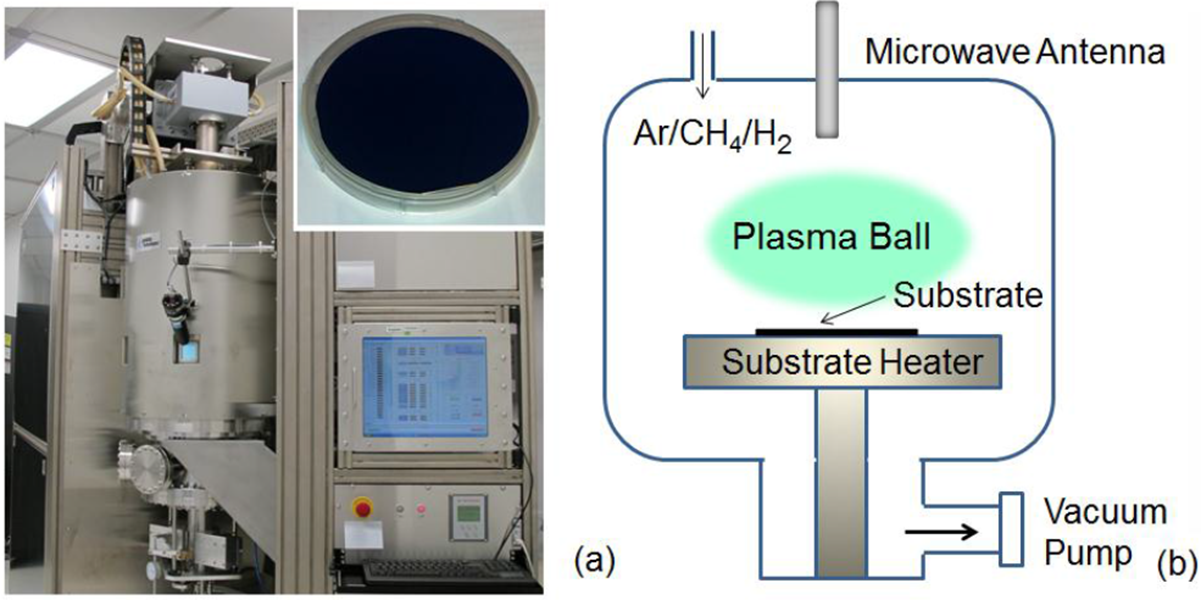 Microwave Antenna
Ar/CH₄/H₂
Plasma Ball
Substrate
Substrate Heater
Vacuum
Pump
(a)
(b)